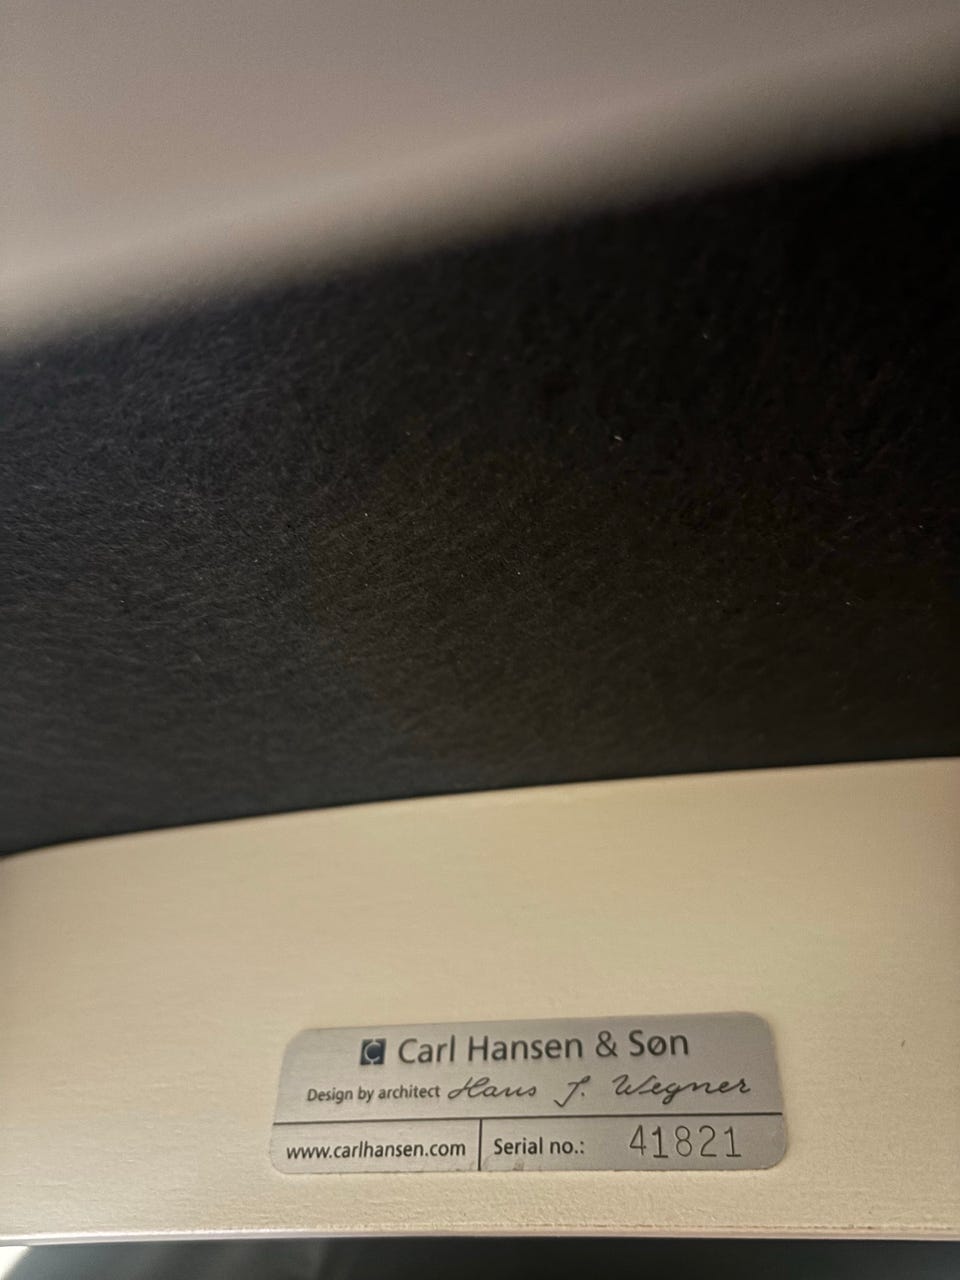 Carl Hansen & Søn
Design by architect Hans J. Wegner
www.carlhansen.com
Serial no.: 41821